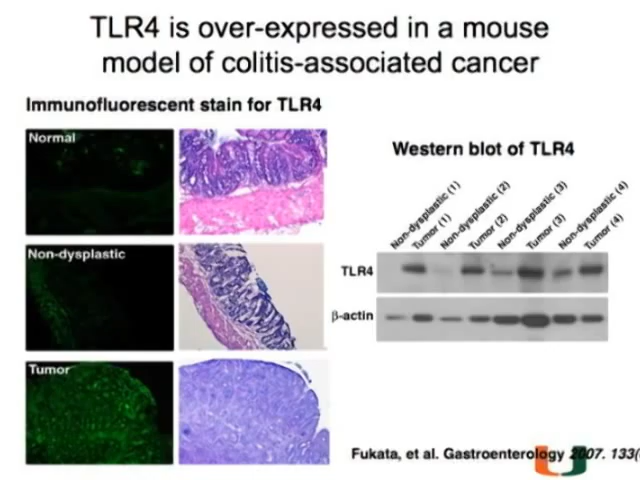 TLR4 is over-expressed in a mouse
model of colitis-associated cancer
Immunofluorescent stain for TLR4
Normal
Non-dysplastic
Tumor
Western blot of TLR4
Non-dysplastic (1)
Tumor (1)
Non-dysplastic (2)
Tumor (2)
Non-dysplastic (3)
Tumor (3)
Non-dysplastic (4)
Tumor (4)
TLR4
β-actin
Fukata, et al. Gastroenterology 2007. 133(